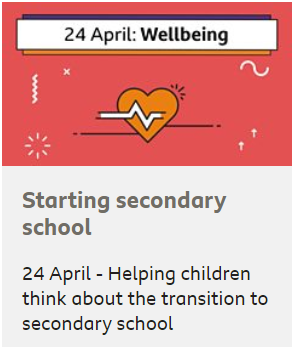 24 April: Wellbeing
Starting secondary
school
24 April - Helping children
think about the transition to
secondary school